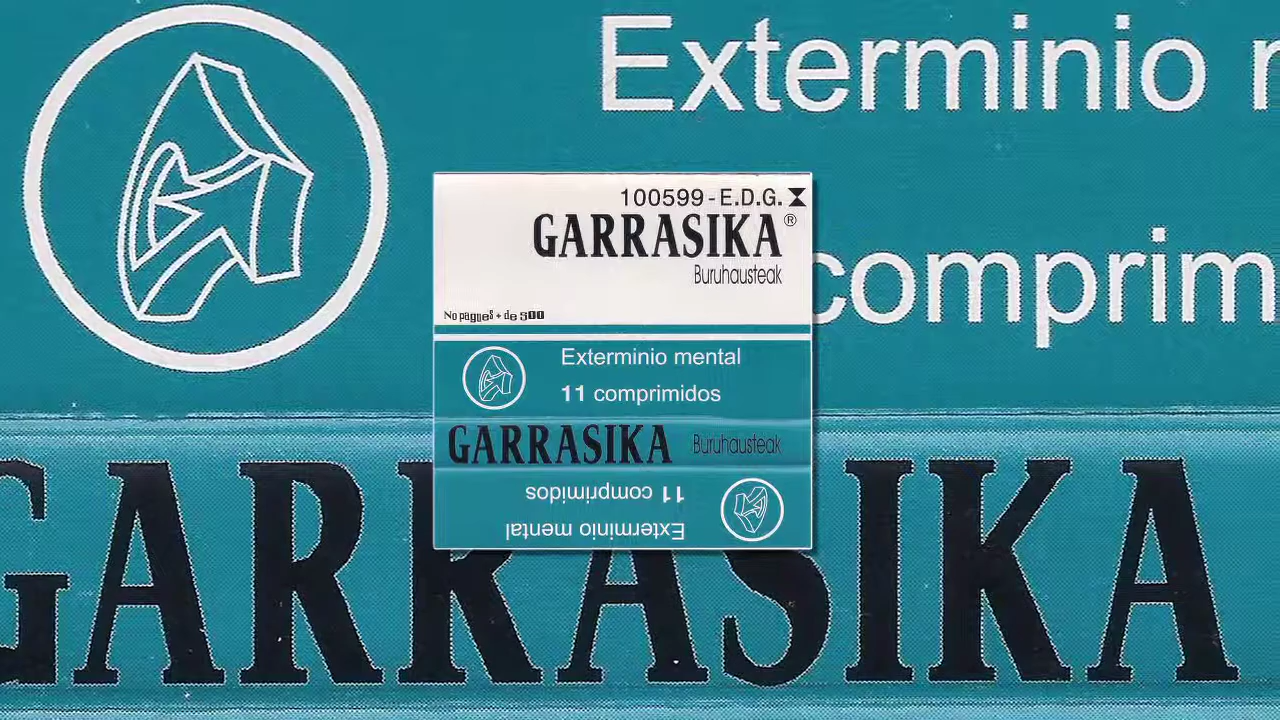 Exterminio
comprim
GARRASIKA
100599-E.D.G.
GARRASIKA®
Buruhausteak
No pagues + de 500
Exterminio mental
11 comprimidos
GARRASIKA Buruhausteak
11 comprimidos
Exterminio mental